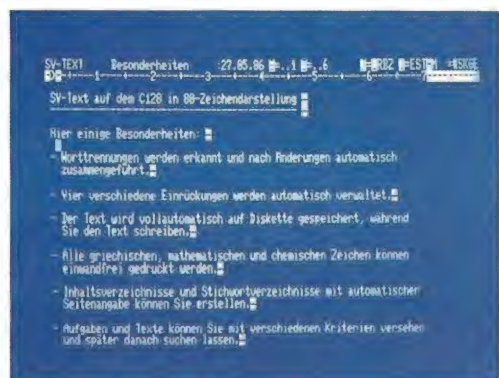 SV-TEXT Besonderheiten 27.05.86
SV-Text auf dem C128 in 80-Zeichendarstellung
Hier einige Besonderheiten:
- Worttrennungen werden erkannt und nach Änderungen automatisch
zusammengeführt.
- Vier verschiedene Einrückungen werden automatisch verwaltet.
- Der Text wird vollautomatisch auf Diskette gespeichert, während
Sie den Text schreiben.
- Alle griechischen, mathematischen und chemischen Zeichen können
einwandfrei gedruckt werden.
- Inhaltsverzeichnisse und Stichwortverzeichnisse mit automatischer
Seitenangabe können Sie erstellen.
- Aufgaben und Texte können Sie mit verschiedenen Kriterien versehen
und später danach suchen lassen.